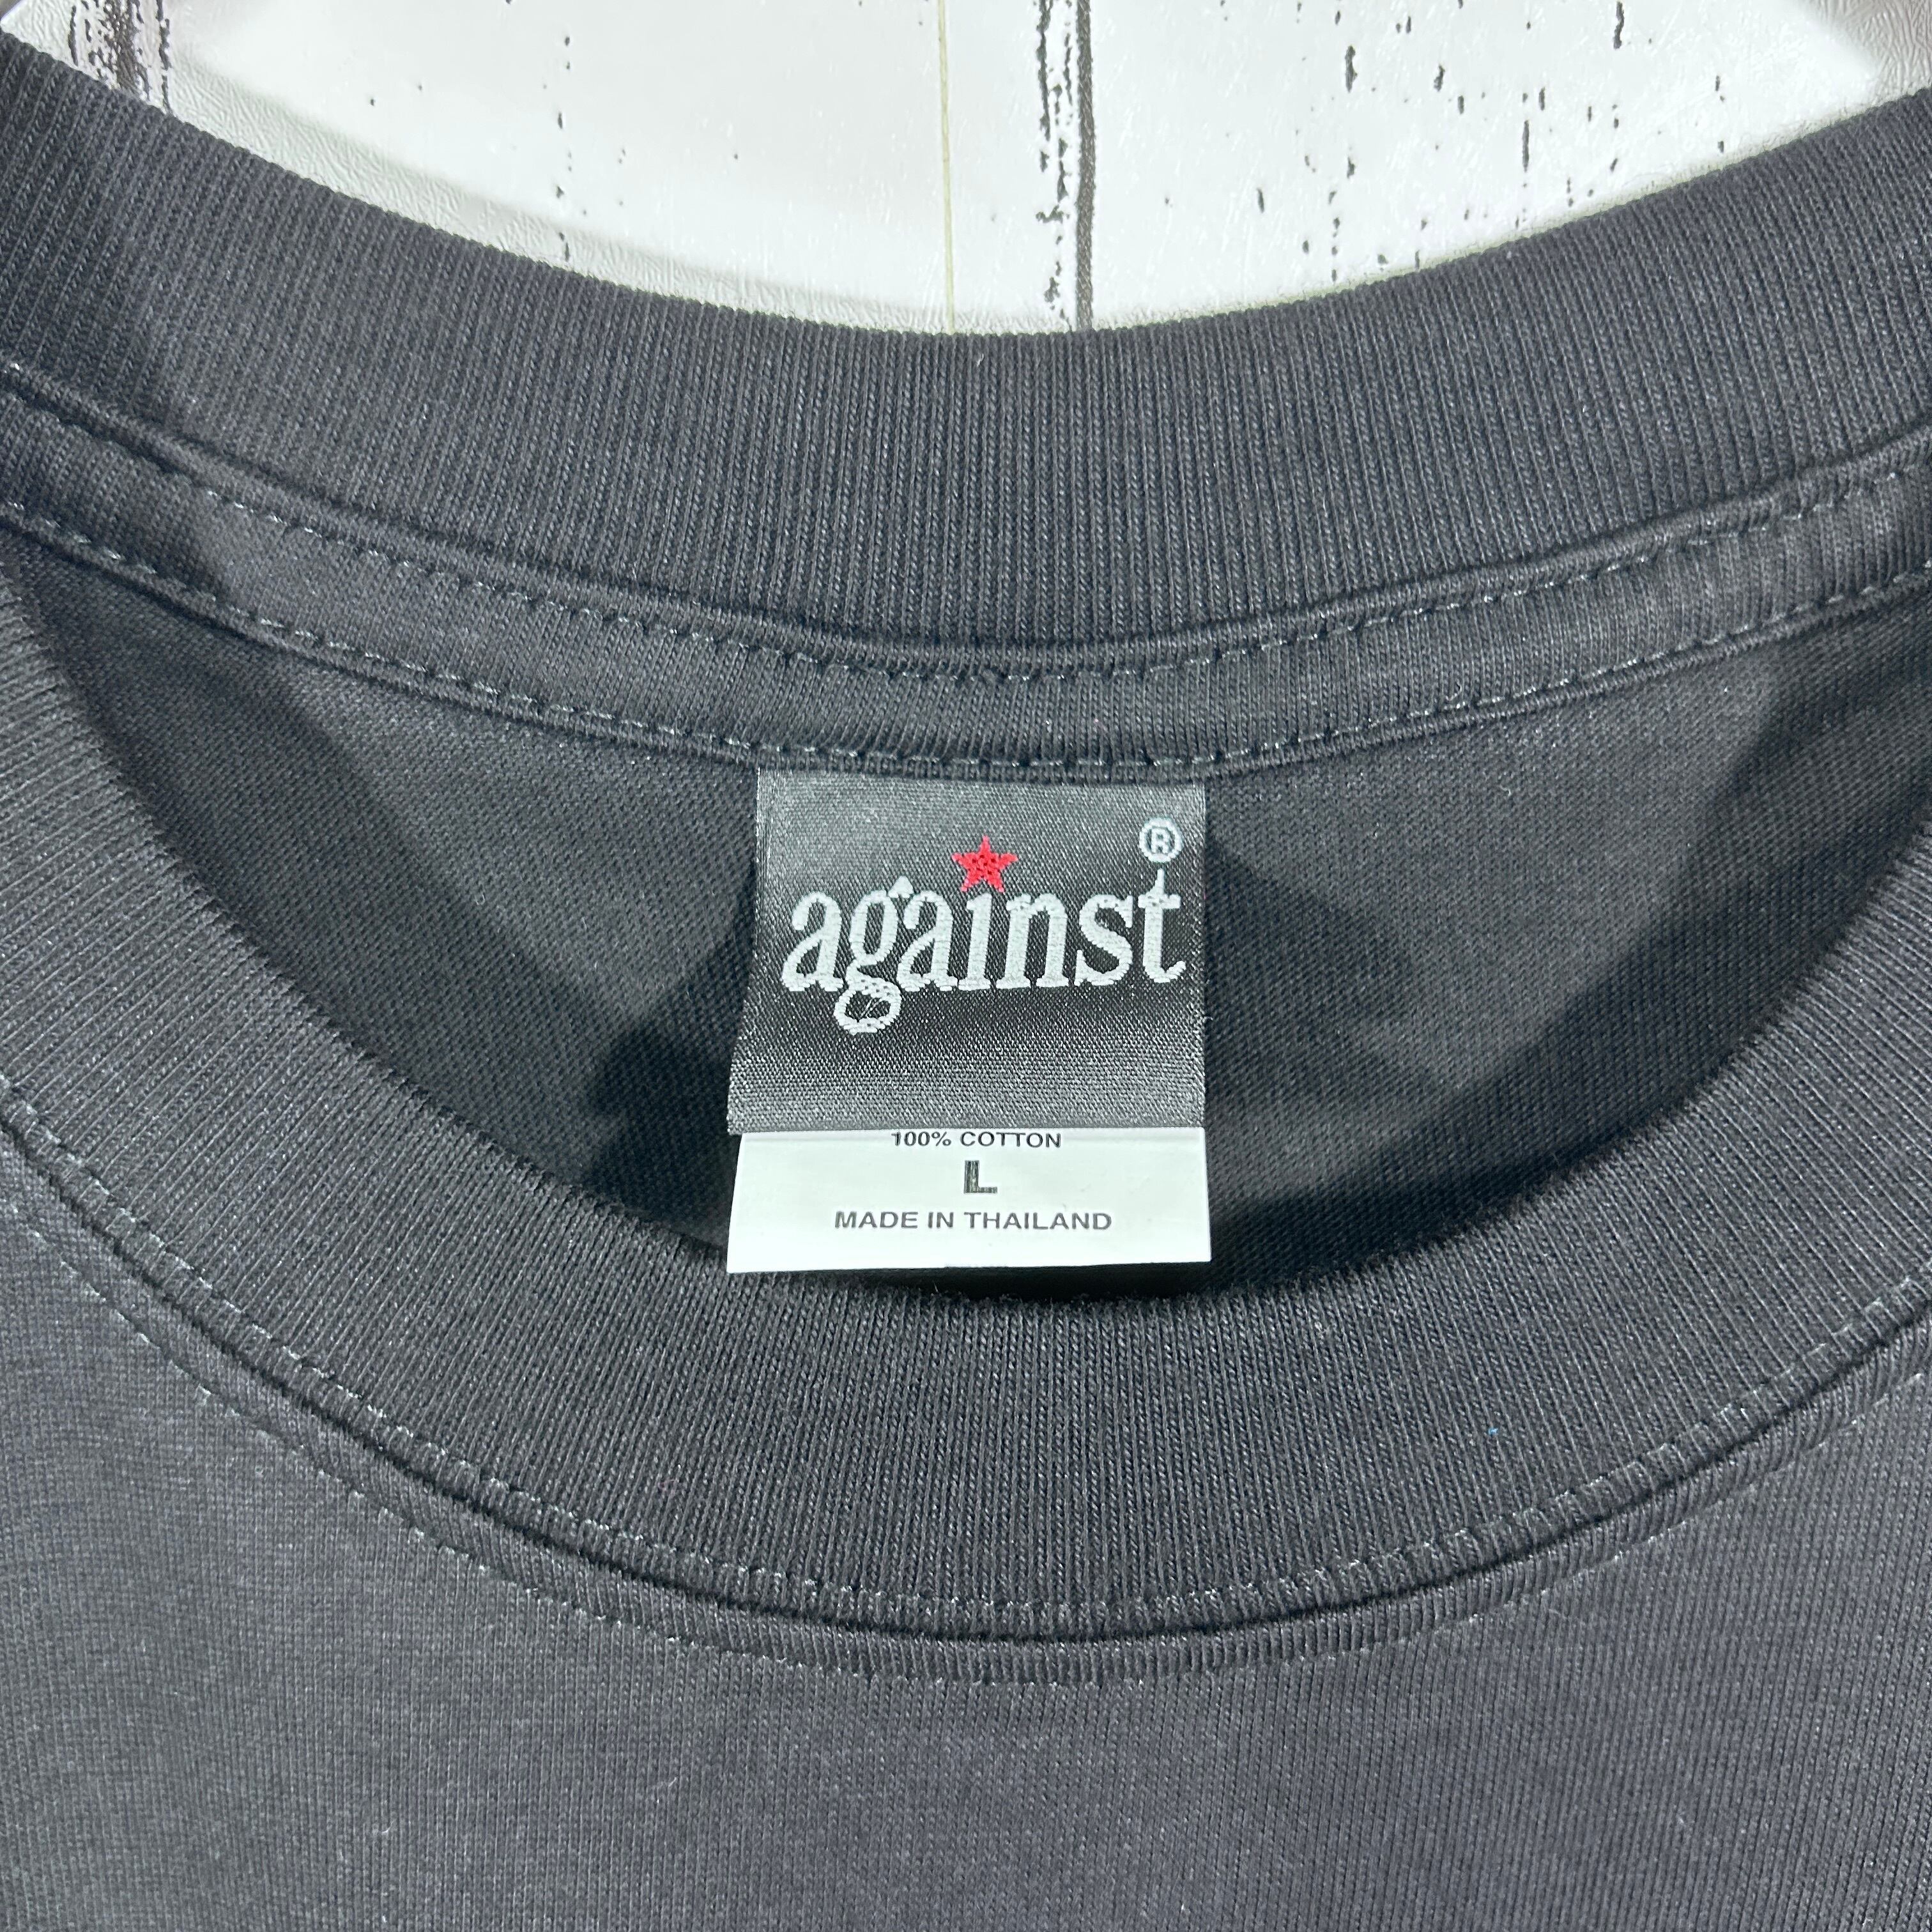 against ®
100% COTTON
L
MADE IN THAILAND